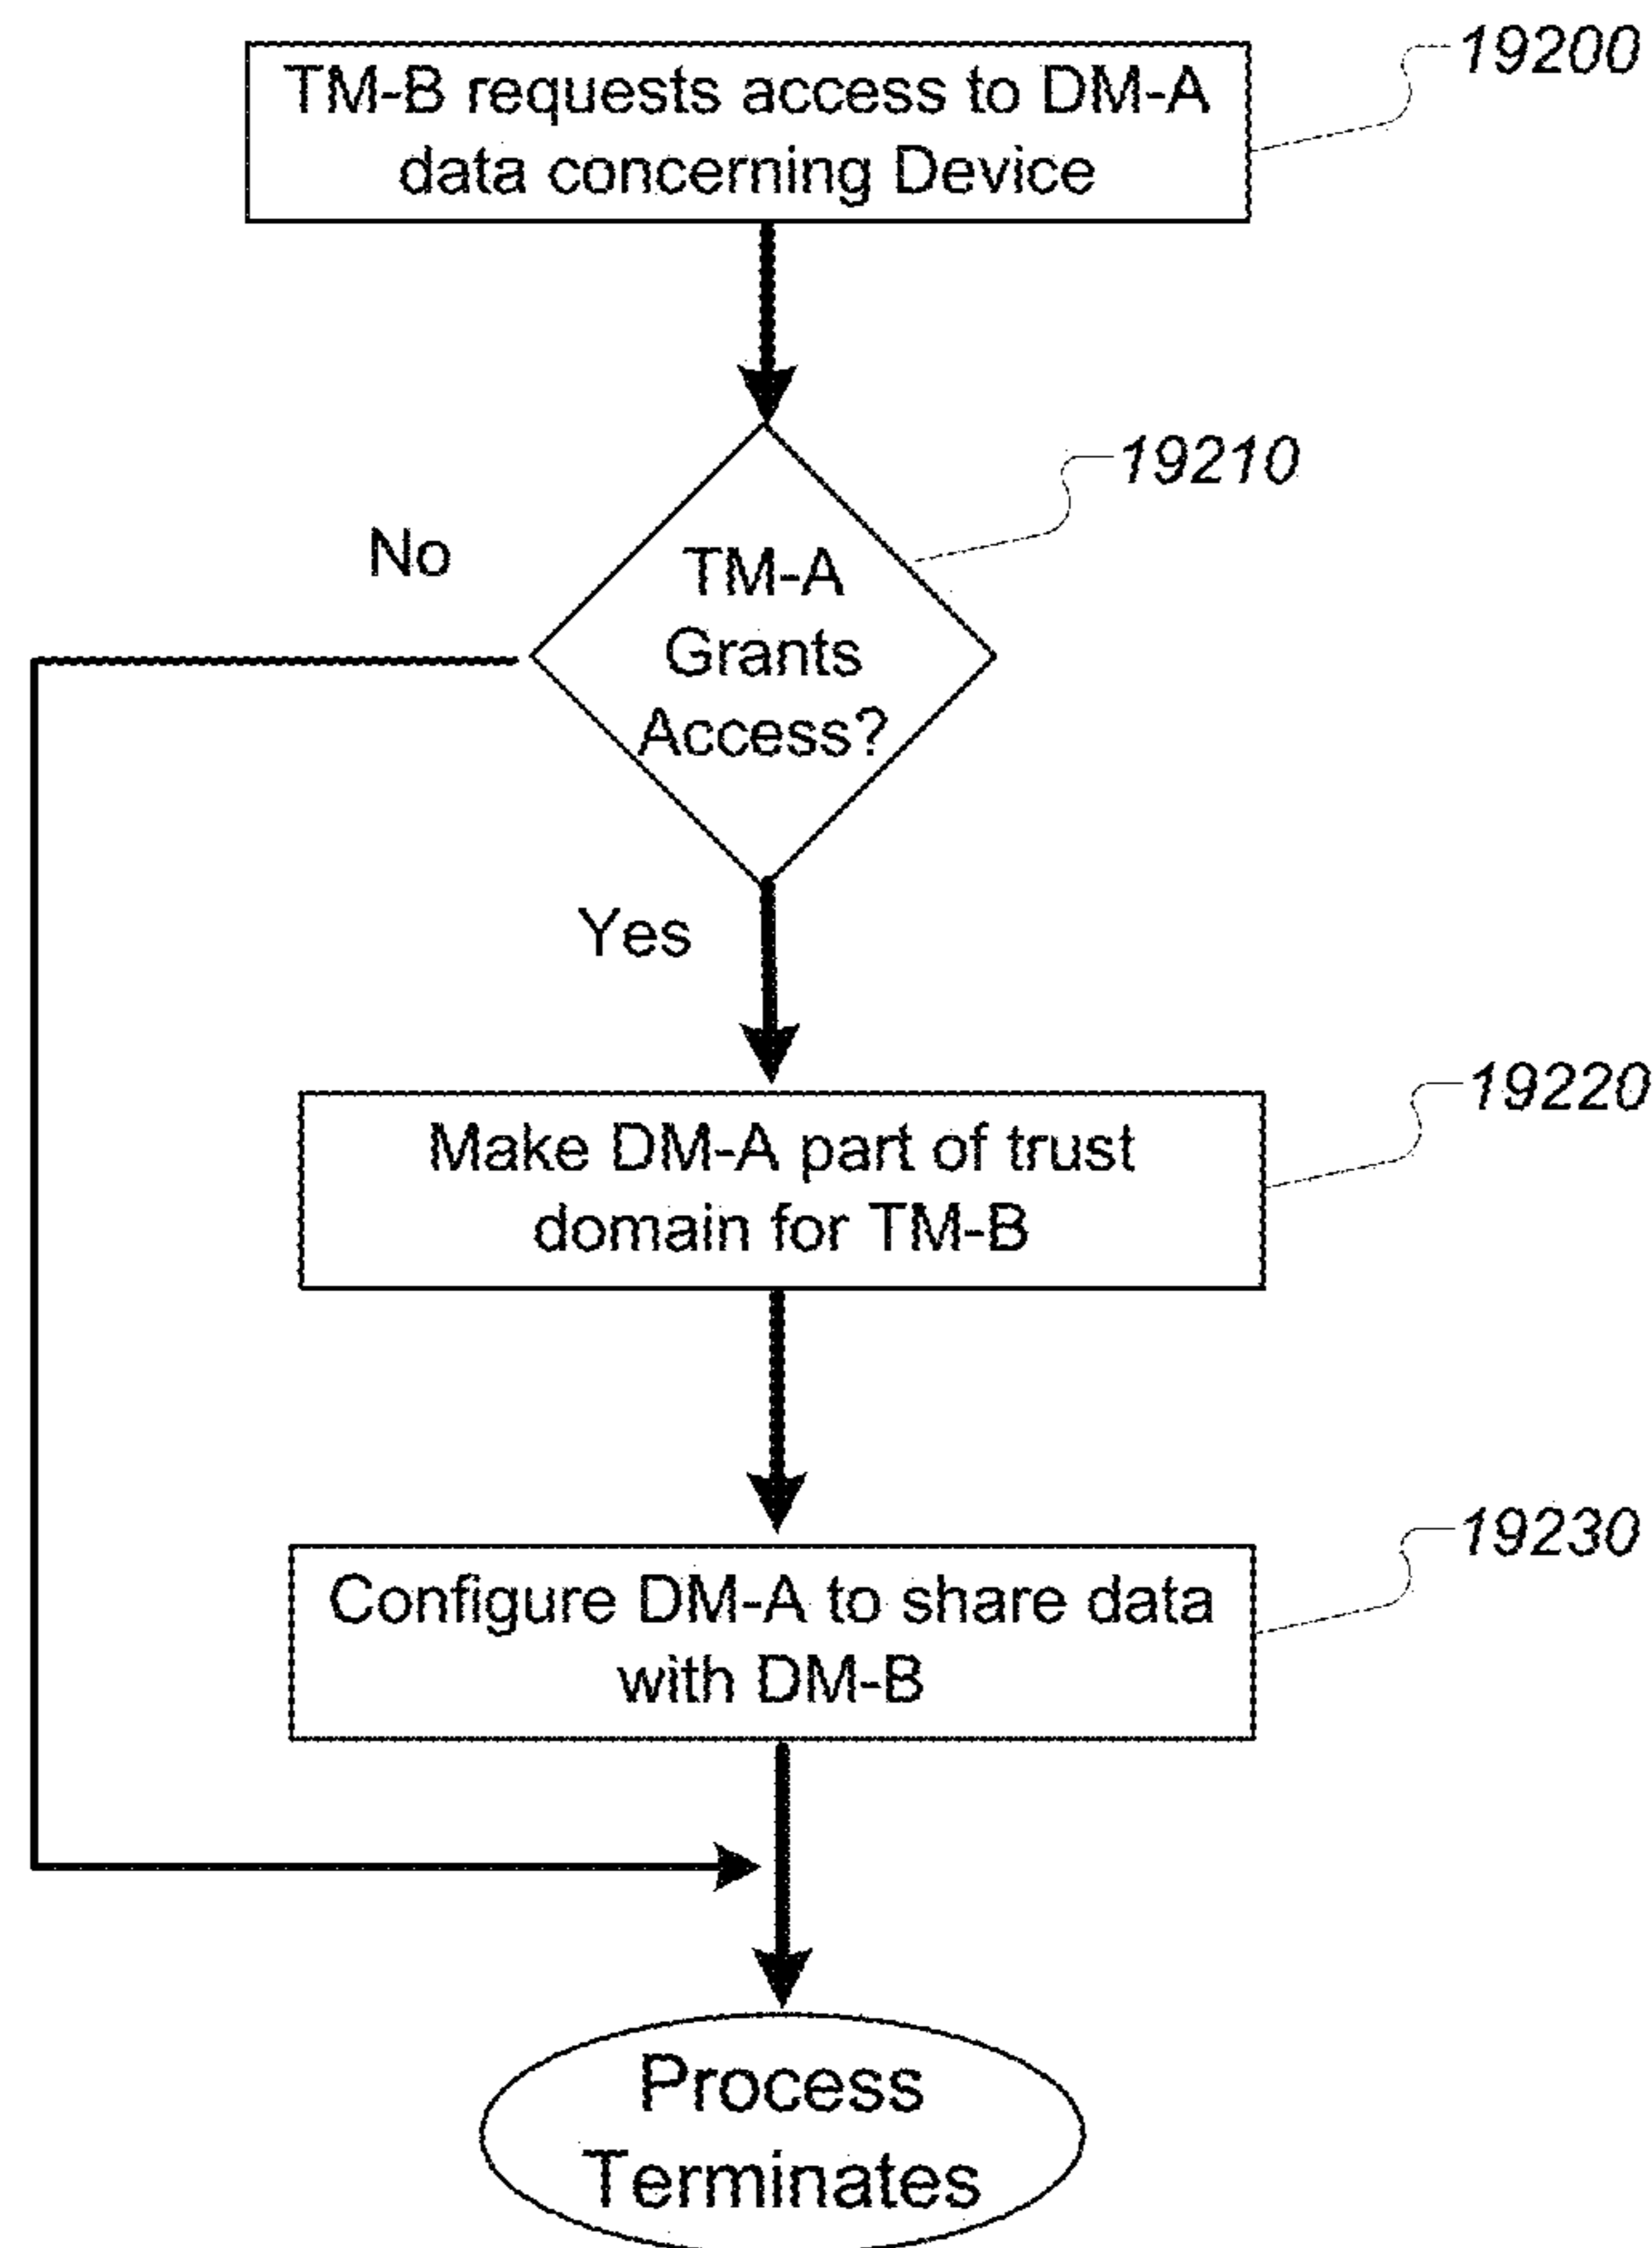 19200
TM-B requests access to DM-A
data concerning Device
19210
No
TM-A
Grants
Access?
Yes
19220
Make DM-A part of trust
domain for TM-B
19230
Configure DM-A to share data
with DM-B
Process
Terminates